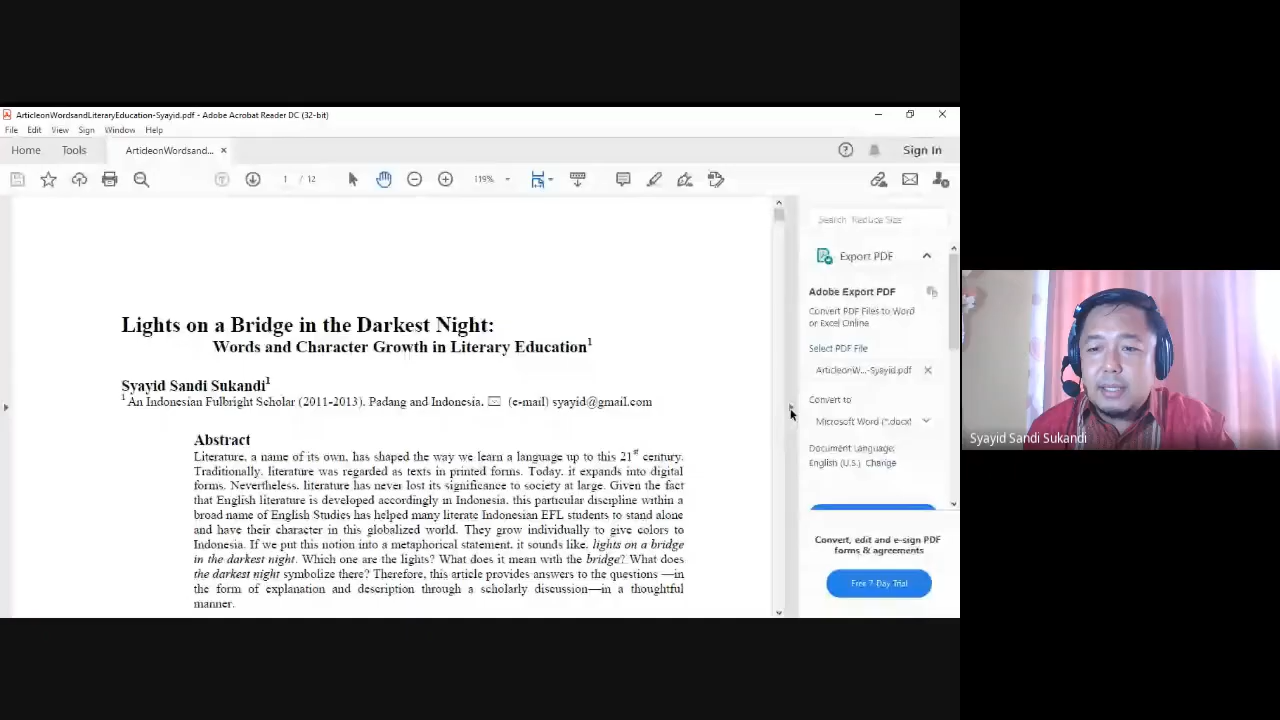 ArticleonWordsandLiteraryEducation-Syayid.pdf - Adobe Acrobat Reader DC (32-bit)
File Edit View Sign Window Help
Home Tools ArticleonWordsand... × Sign In
1 / 12 119%
Search 'Reduce Size'
Export PDF
Adobe Export PDF
Convert PDF Files to Word
or Excel Online
Select PDF File
ArticleonW...-Syayid.pdf ×
Convert to
Microsoft Word (*.docx)
Document Language:
English (U.S.) Change
Convert, edit and e-sign PDF
forms & agreements
Free 7-Day Trial
Lights on a Bridge in the Darkest Night:
Words and Character Growth in Literary Education1
Syayid Sandi Sukandi1
1 An Indonesian Fulbright Scholar (2011-2013). Padang and Indonesia. (e-mail) syayid@gmail.com
Abstract
Literature, a name of its own, has shaped the way we learn a language up to this 21st century.
Traditionally, literature was regarded as texts in printed forms. Today, it expands into digital
forms. Nevertheless, literature has never lost its significance to society at large. Given the fact
that English literature is developed accordingly in Indonesia, this particular discipline within a
broad name of English Studies has helped many literate Indonesian EFL students to stand alone
and have their character in this globalized world. They grow individually to give colors to
Indonesia. If we put this notion into a metaphorical statement, it sounds like, lights on a bridge
in the darkest night. Which one are the lights? What does it mean with the bridge? What does
the darkest night symbolize there? Therefore, this article provides answers to the questions —in
the form of explanation and description through a scholarly discussion—in a thoughtful
manner.
Syayid Sandi Sukandi